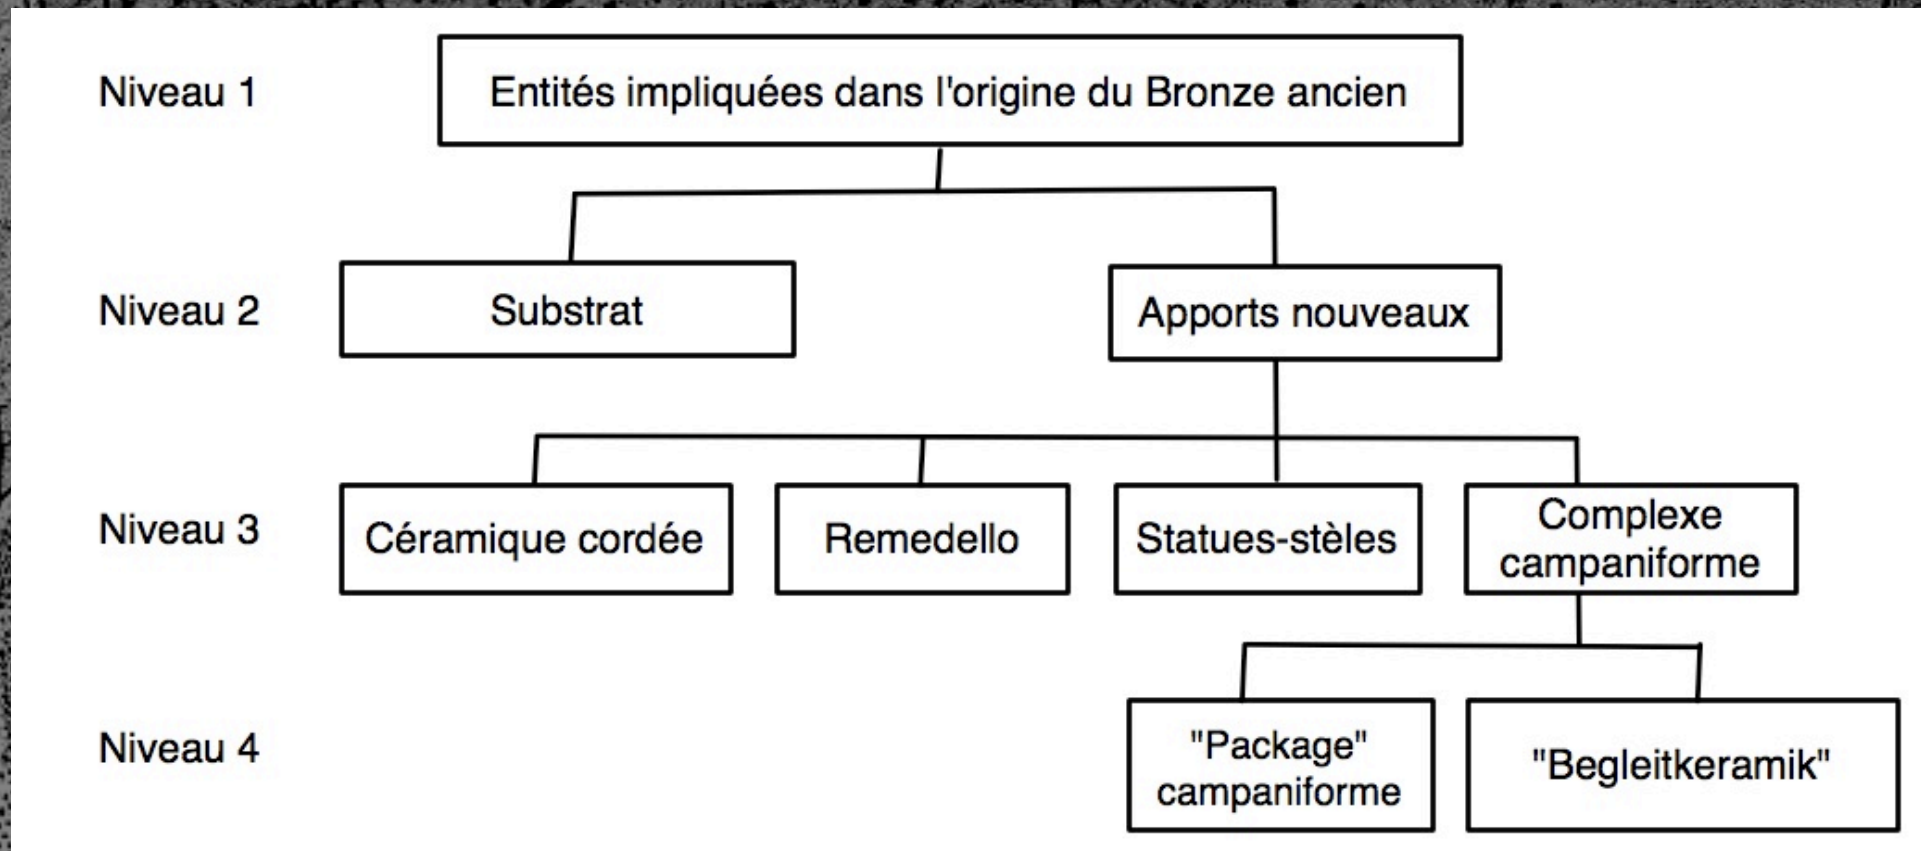 Niveau 1
Entités impliquées dans l'origine du Bronze ancien
Niveau 2
Substrat
Apports nouveaux
Niveau 3
Céramique cordée
Remedello
Statues-stèles
Complexe
campaniforme
Niveau 4
"Package"
campaniforme
"Begleitkeramik"